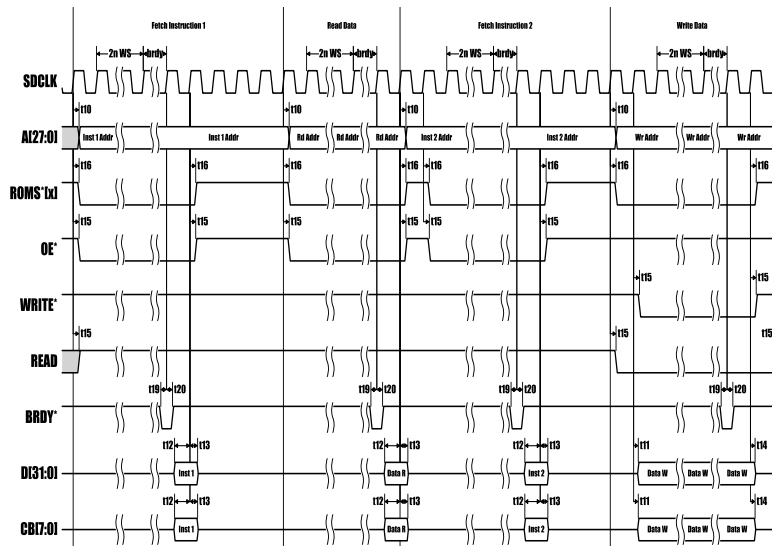 Fetch Instruction 1 Read Data Fetch Instruction 2 Write Data
2n WS brdy 2n WS brdy 2n WS brdy 2n WS brdy
SDCLK
t10 t10 t10 t10
A[27:0] Inst 1 Addr Inst 1 Addr Rd Addr Rd Addr Rd Addr Inst 2 Addr Inst 2 Addr Wr Addr Wr Addr Wr Addr
t16 t16 t16 t16 t16 t16 t16 t16
ROMS*[x]
t15 t15 t15 t15 t15 t15
OE*
t15 t15
WRITE*
t15 t15 t15
READ
t19 t20 t19 t20 t19 t20 t19 t20
BRDY*
t12 t13 t12 t13 t12 t13 t11 t14
D[31:0] Inst 1 Data R Inst 2 Data W Data W Data W
t12 t13 t12 t13 t12 t13 t11 t14
CB[7:0] Inst 1 Data R Inst 2 Data W Data W Data W